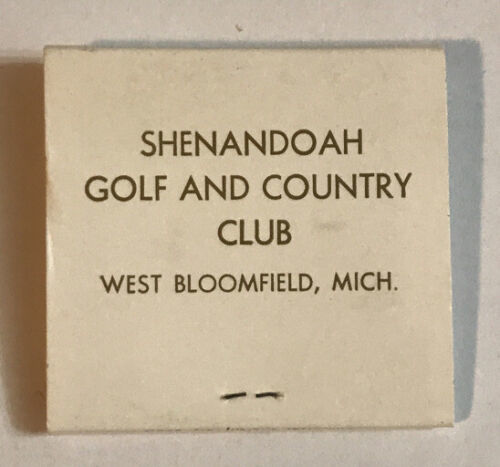 SHENANDOAH
GOLF AND COUNTRY
CLUB
WEST BLOOMFIELD, MICH.